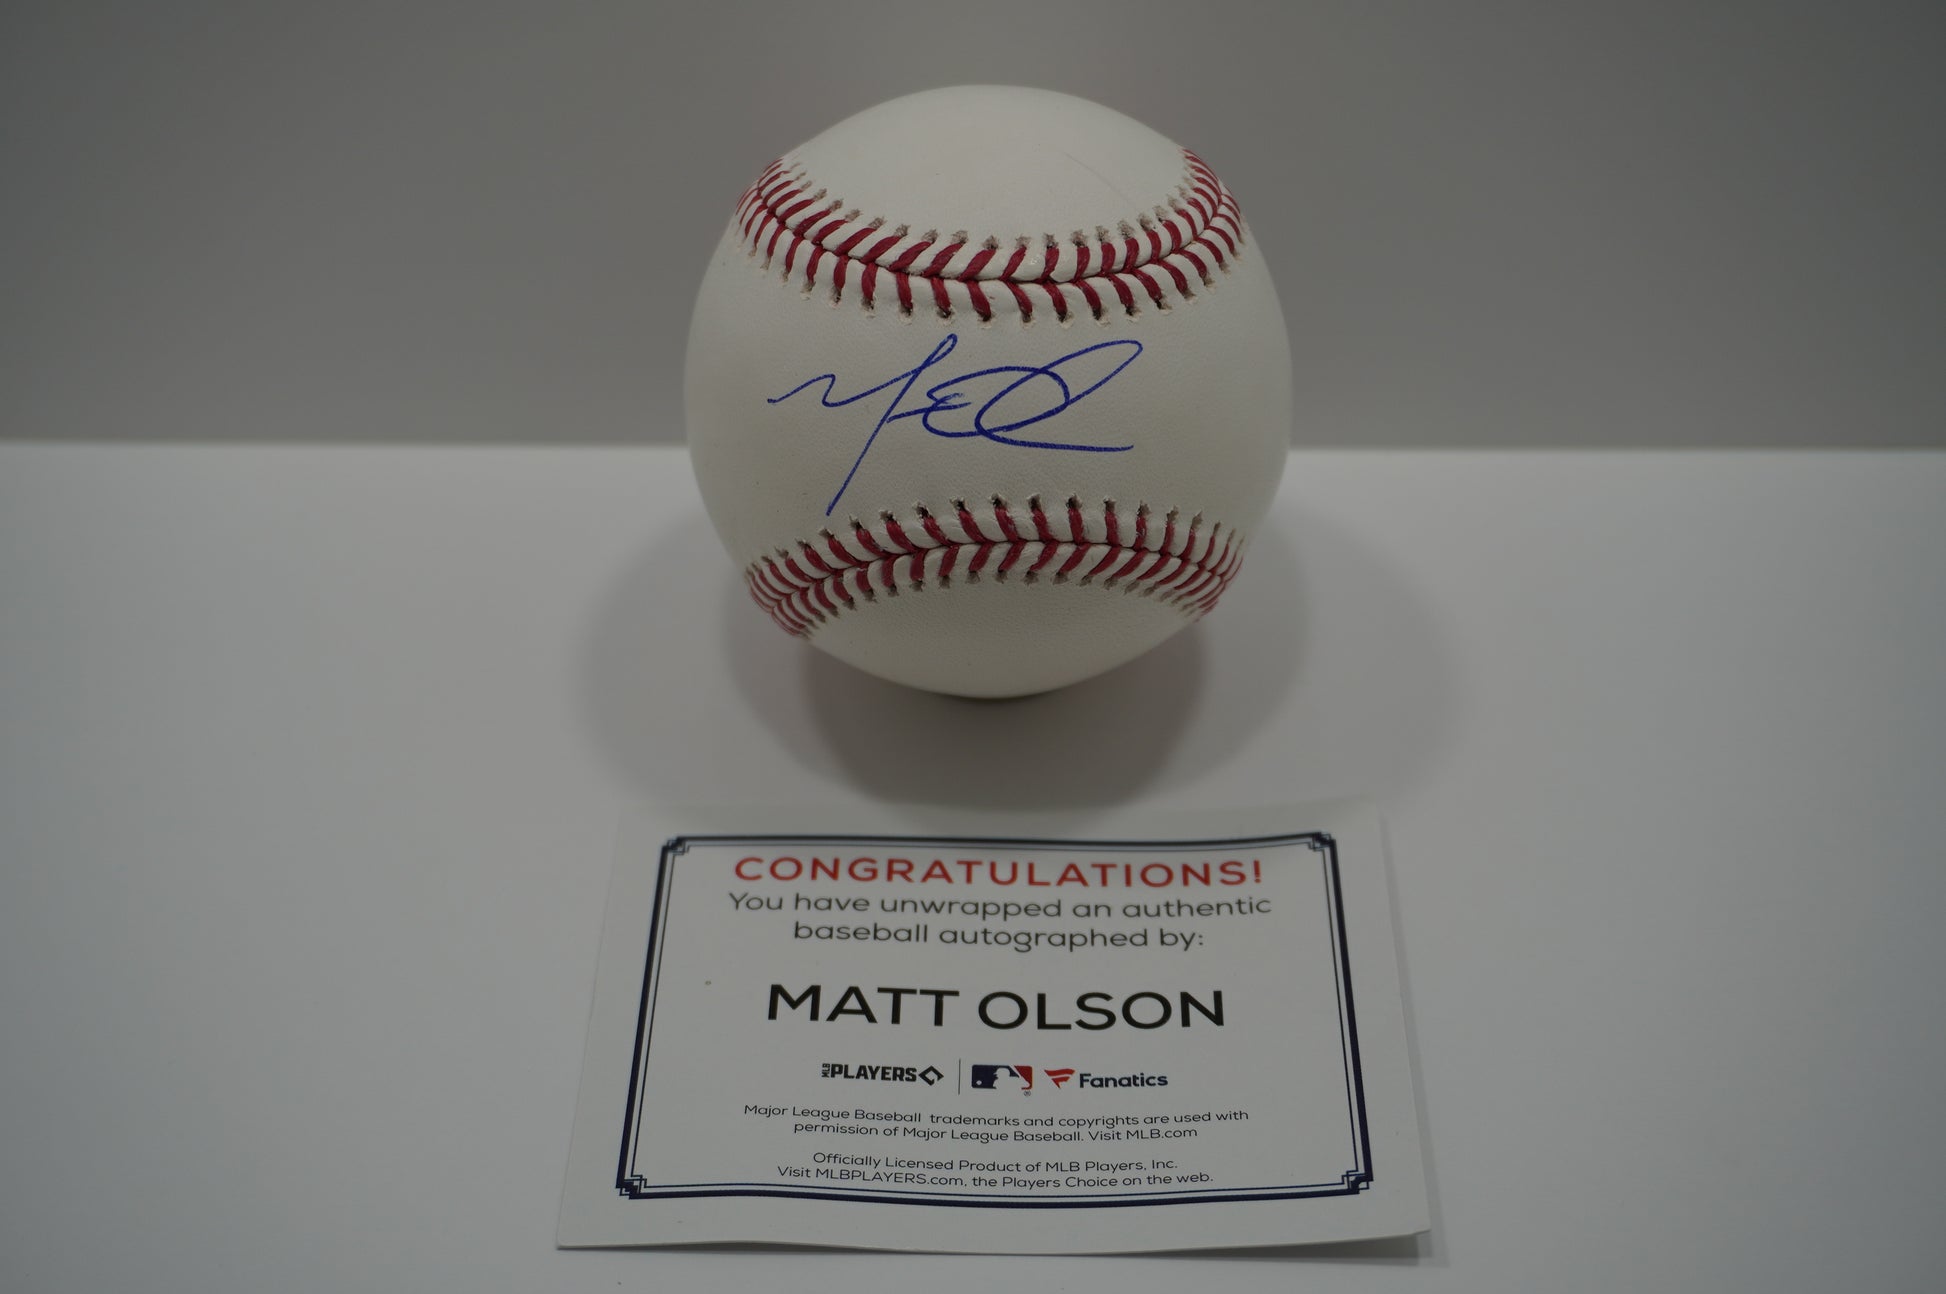 CONGRATULATIONS!
You have unwrapped an authentic
baseball autographed by:
MATT OLSON
MLB PLAYERS
Fanatics
Major League Baseball trademarks and copyrights are used with
permission of Major League Baseball. Visit MLB.com
Officially Licensed Product of MLB Players, Inc.
Visit MLBPLAYERS.com, the Players Choice on the web.